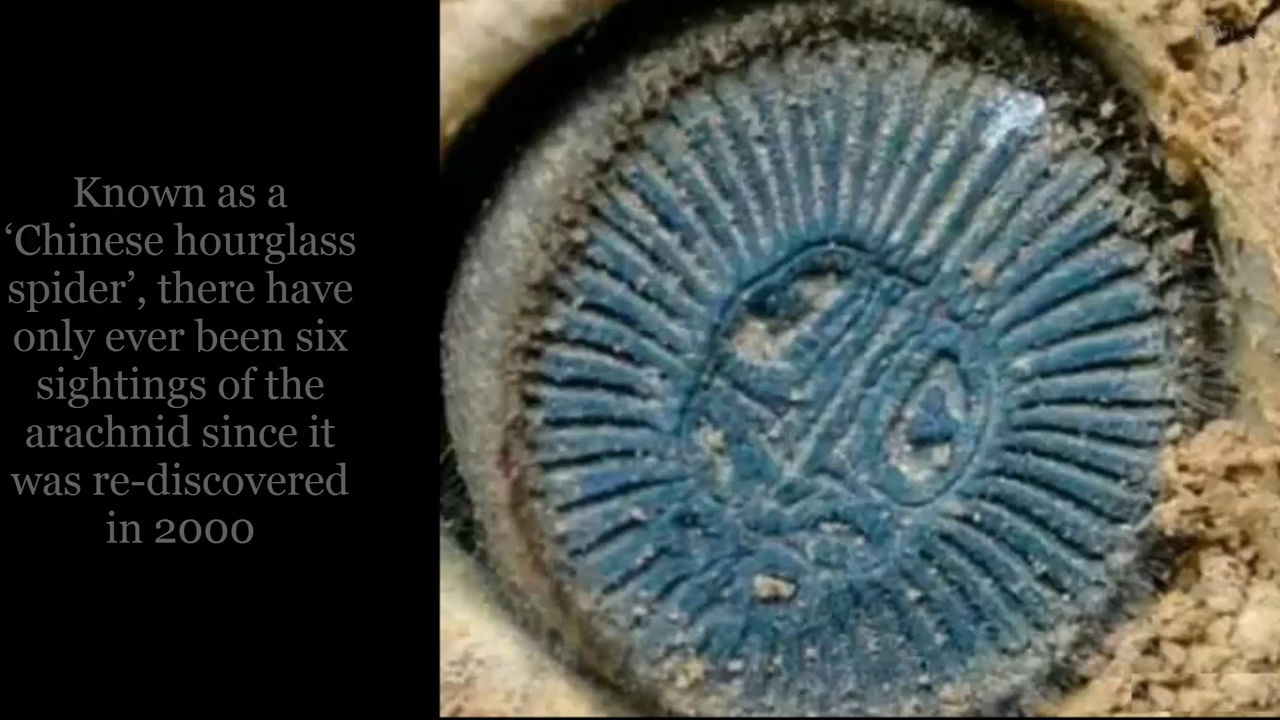 Known as a
‘Chinese hourglass
spider’, there have
only ever been six
sightings of the
arachnid since it
was re-discovered
in 2000